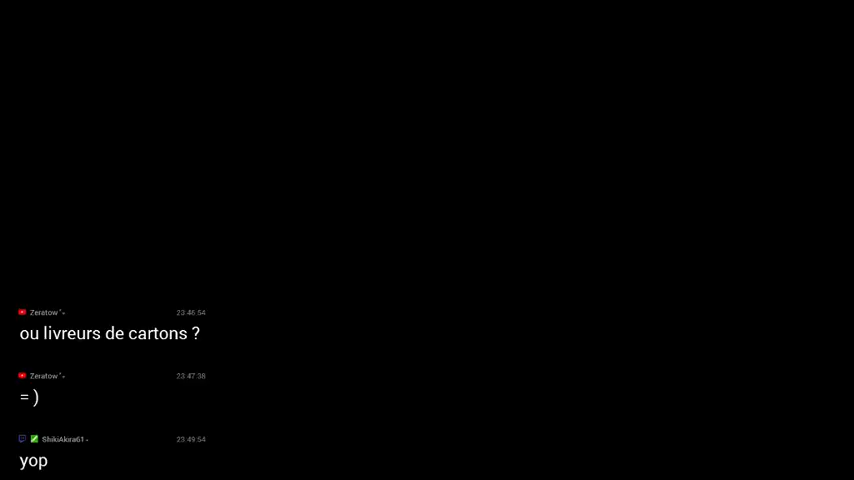 Zeratow 23:46:54
ou livreurs de cartons ?
Zeratow 23:47:38
= )
ShikiAkira61 23:49:54
yop